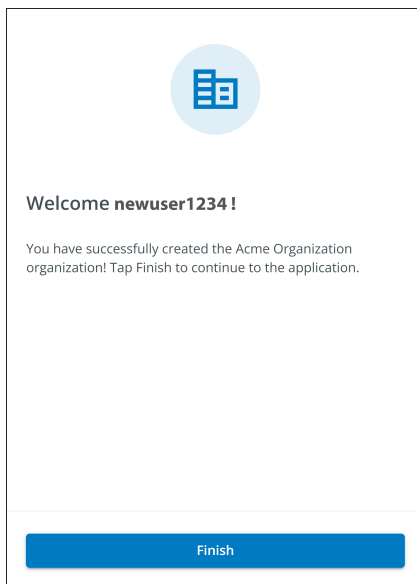 Welcome newuser1234!
You have successfully created the Acme Organization
organization! Tap Finish to continue to the application.
Finish